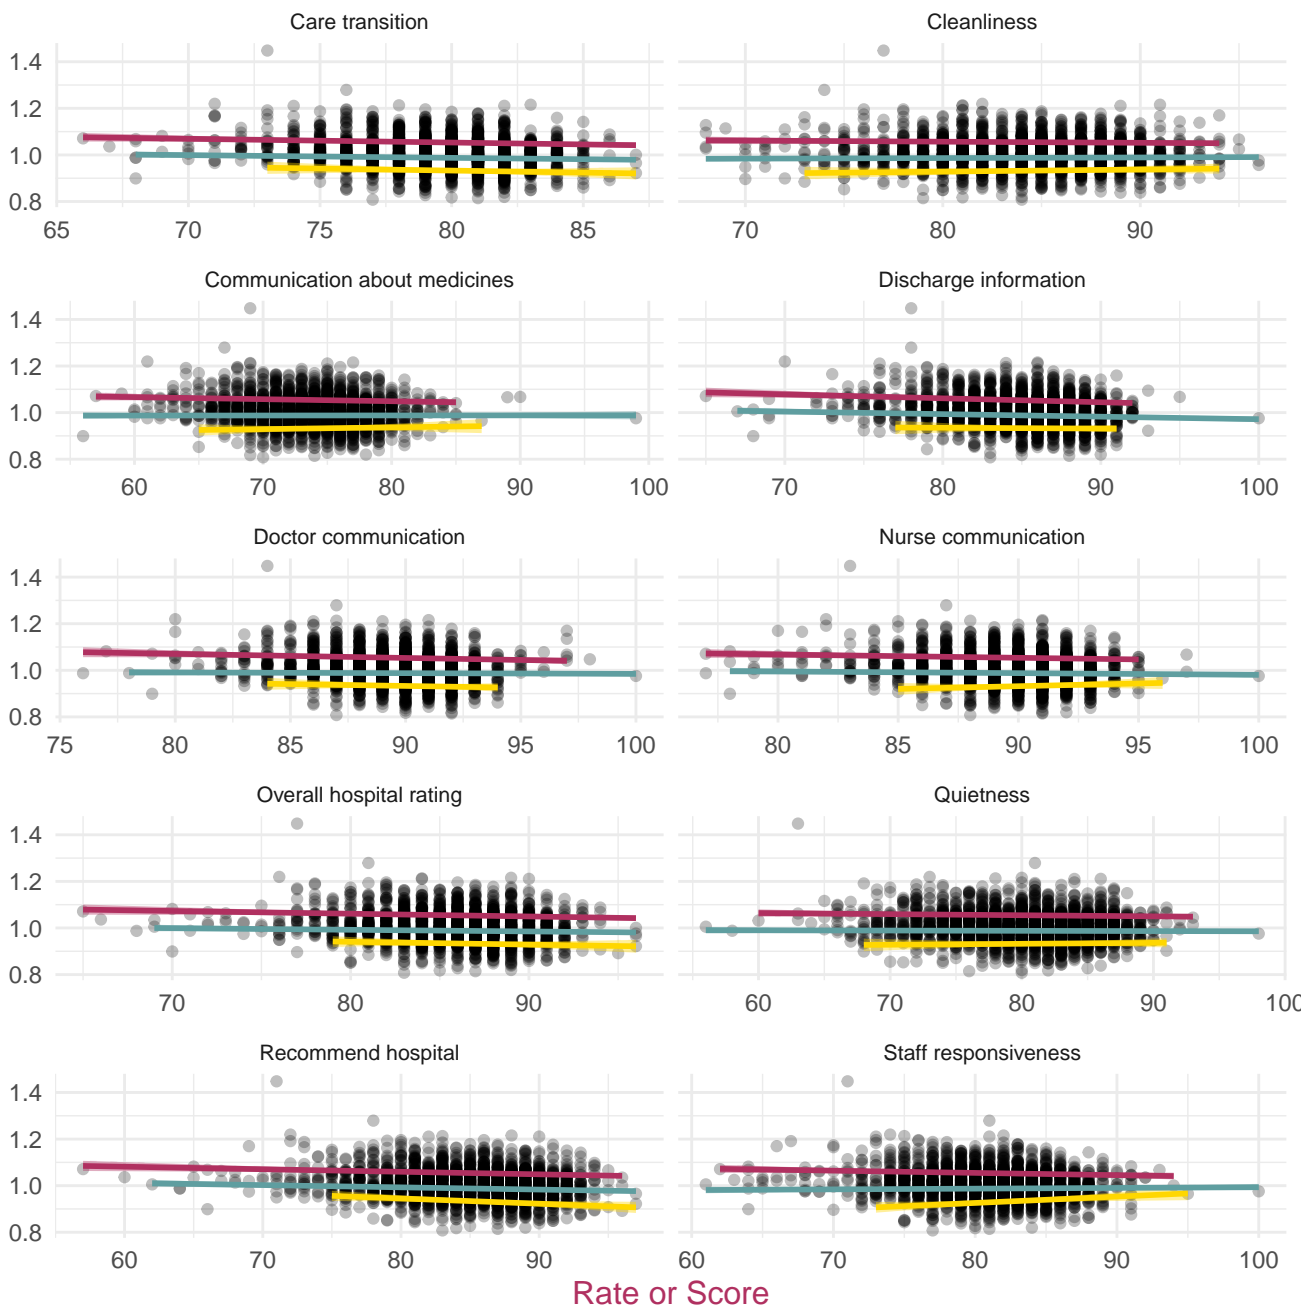 Care transition Cleanliness
1.4
1.2
1.0
0.8
65 70 75 80 85 70 80 90
Communication about medicines Discharge information
1.4
1.2
1.0
0.8
60 70 80 90 100 70 80 90 100
Doctor communication Nurse communication
1.4
1.2
1.0
0.8
75 80 85 90 95 100 80 85 90 95 100
Overall hospital rating Quietness
1.4
1.2
1.0
0.8
70 80 90 60 70 80 90 100
Recommend hospital Staff responsiveness
1.4
1.2
1.0
0.8
60 70 80 90 60 70 80 90 100
Rate or Score